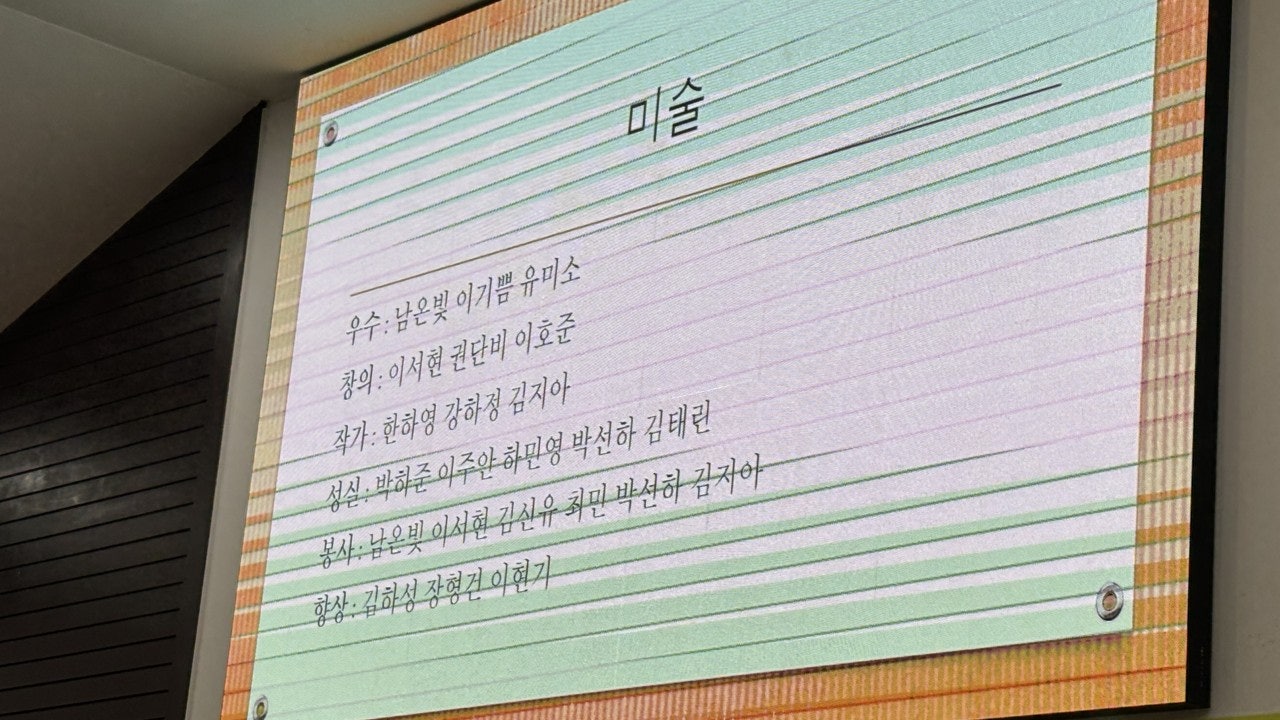 미술
우수 : 남온빛 이기쁨 유미소
창의 : 이서현 권단비 이호준
작가 : 한하영 강하정 김지아
성실 : 박하준 이주안 하민영 박선하 김태린
봉사 : 남온빛 이서현 김신유 최민 박선하 김지아
향상 : 김하성 장형건 이현기